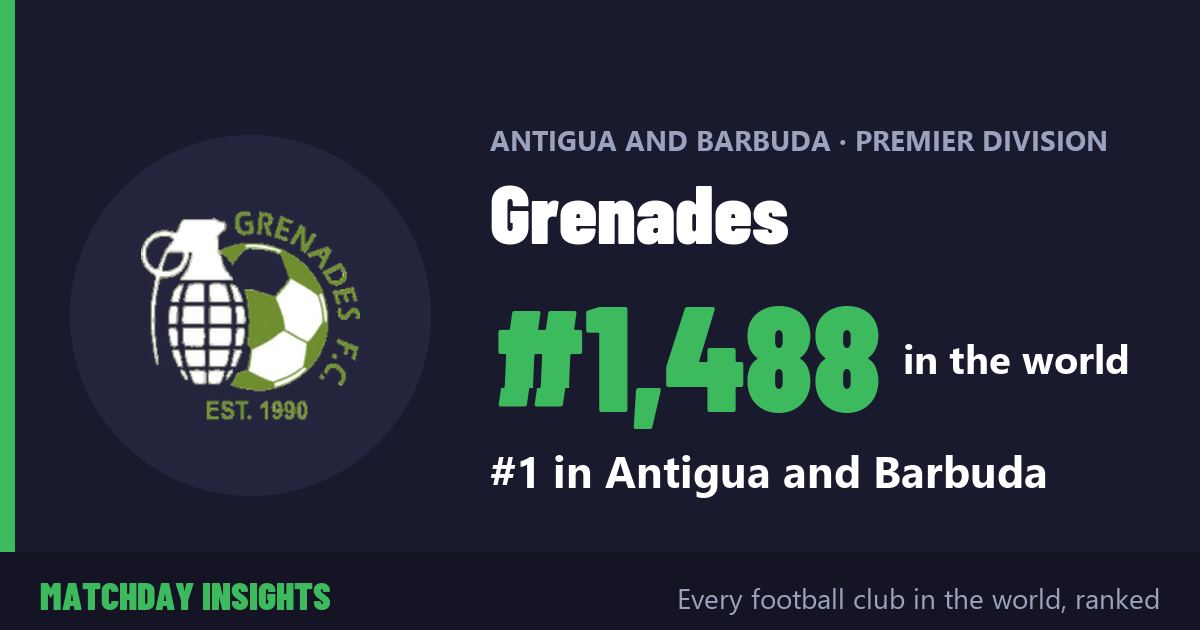 ANTIGUA AND BARBUDA · PREMIER DIVISION
Grenades
GRENADES F.C.
EST. 1990
#1,488 in the world
#1 in Antigua and Barbuda
MATCHDAY INSIGHTS
Every football club in the world, ranked